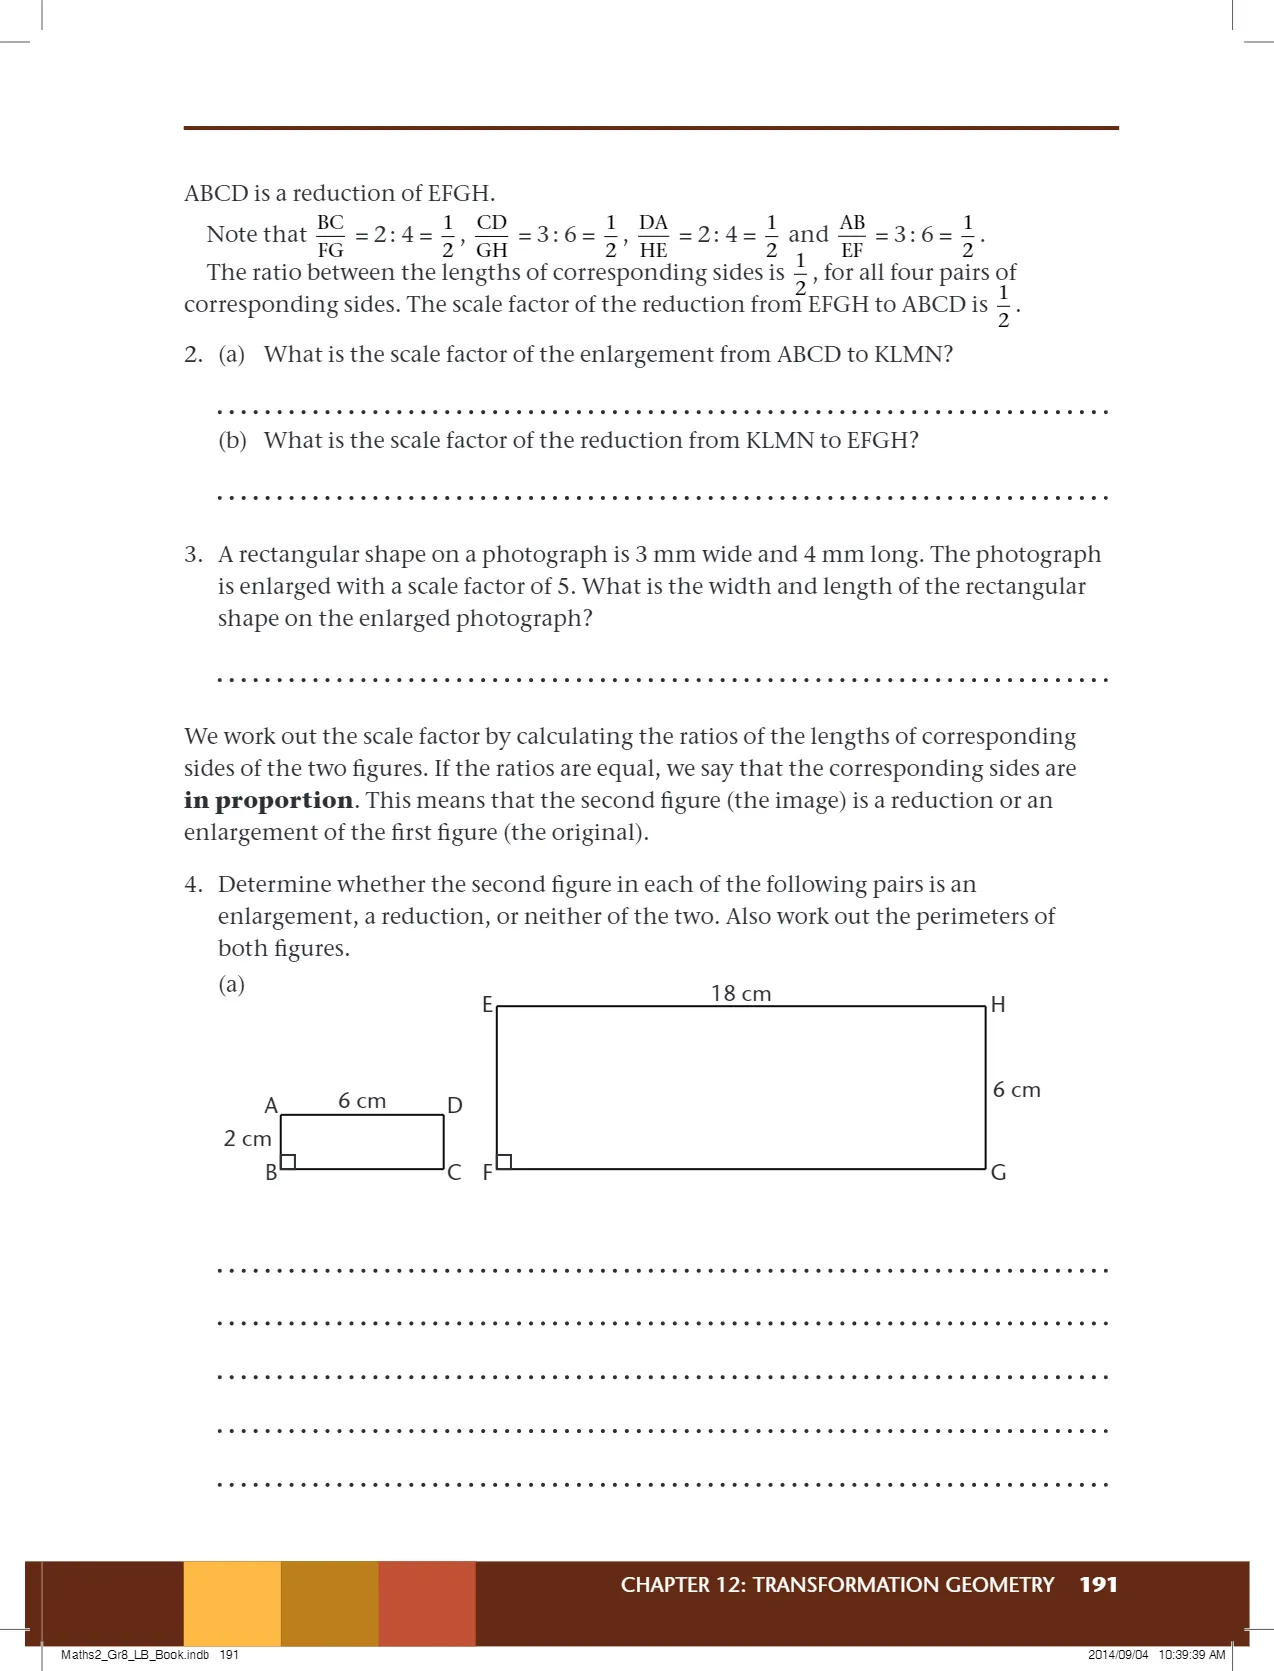 ABCD is a reduction of EFGH.
Note that BC/FG = 2 : 4 = 1/2, CD/GH = 3 : 6 = 1/2, DA/HE = 2 : 4 = 1/2 and AB/EF = 3 : 6 = 1/2.
The ratio between the lengths of corresponding sides is 1/2, for all four pairs of
corresponding sides. The scale factor of the reduction from EFGH to ABCD is 1/2.
2. (a) What is the scale factor of the enlargement from ABCD to KLMN?
(b) What is the scale factor of the reduction from KLMN to EFGH?
3. A rectangular shape on a photograph is 3 mm wide and 4 mm long. The photograph
is enlarged with a scale factor of 5. What is the width and length of the rectangular
shape on the enlarged photograph?
We work out the scale factor by calculating the ratios of the lengths of corresponding
sides of the two figures. If the ratios are equal, we say that the corresponding sides are
in proportion. This means that the second figure (the image) is a reduction or an
enlargement of the first figure (the original).
4. Determine whether the second figure in each of the following pairs is an
enlargement, a reduction, or neither of the two. Also work out the perimeters of
both figures.
(a)
E 18 cm H
6 cm
A 6 cm D
2 cm
B C F G
CHAPTER 12: TRANSFORMATION GEOMETRY 191
Maths2_Gr8_LB_Book.indb 191 2014/09/04 10:39:39 AM